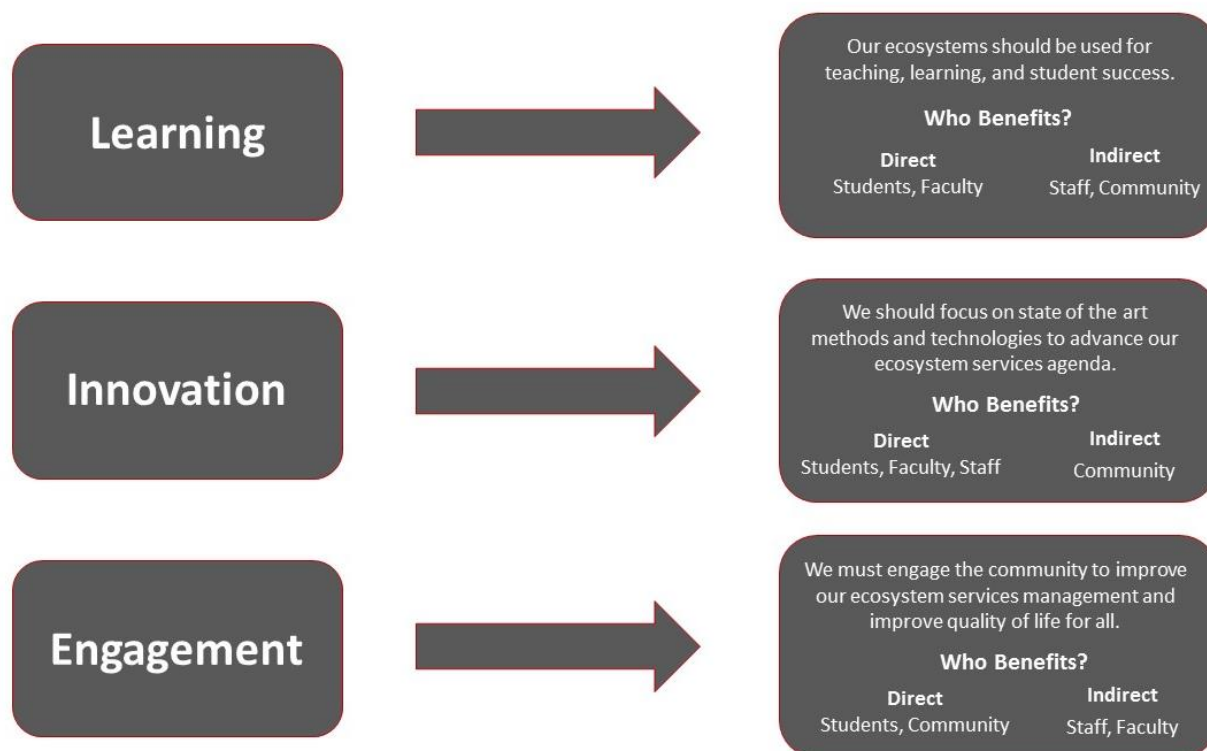 Learning
Our ecosystems should be used for
teaching, learning, and student success.
Who Benefits?
Direct
Students, Faculty
Indirect
Staff, Community
Innovation
We should focus on state of the art
methods and technologies to advance our
ecosystem services agenda.
Who Benefits?
Direct
Students, Faculty, Staff
Indirect
Community
Engagement
We must engage the community to improve
our ecosystem services management and
improve quality of life for all.
Who Benefits?
Direct
Students, Community
Indirect
Staff, Faculty